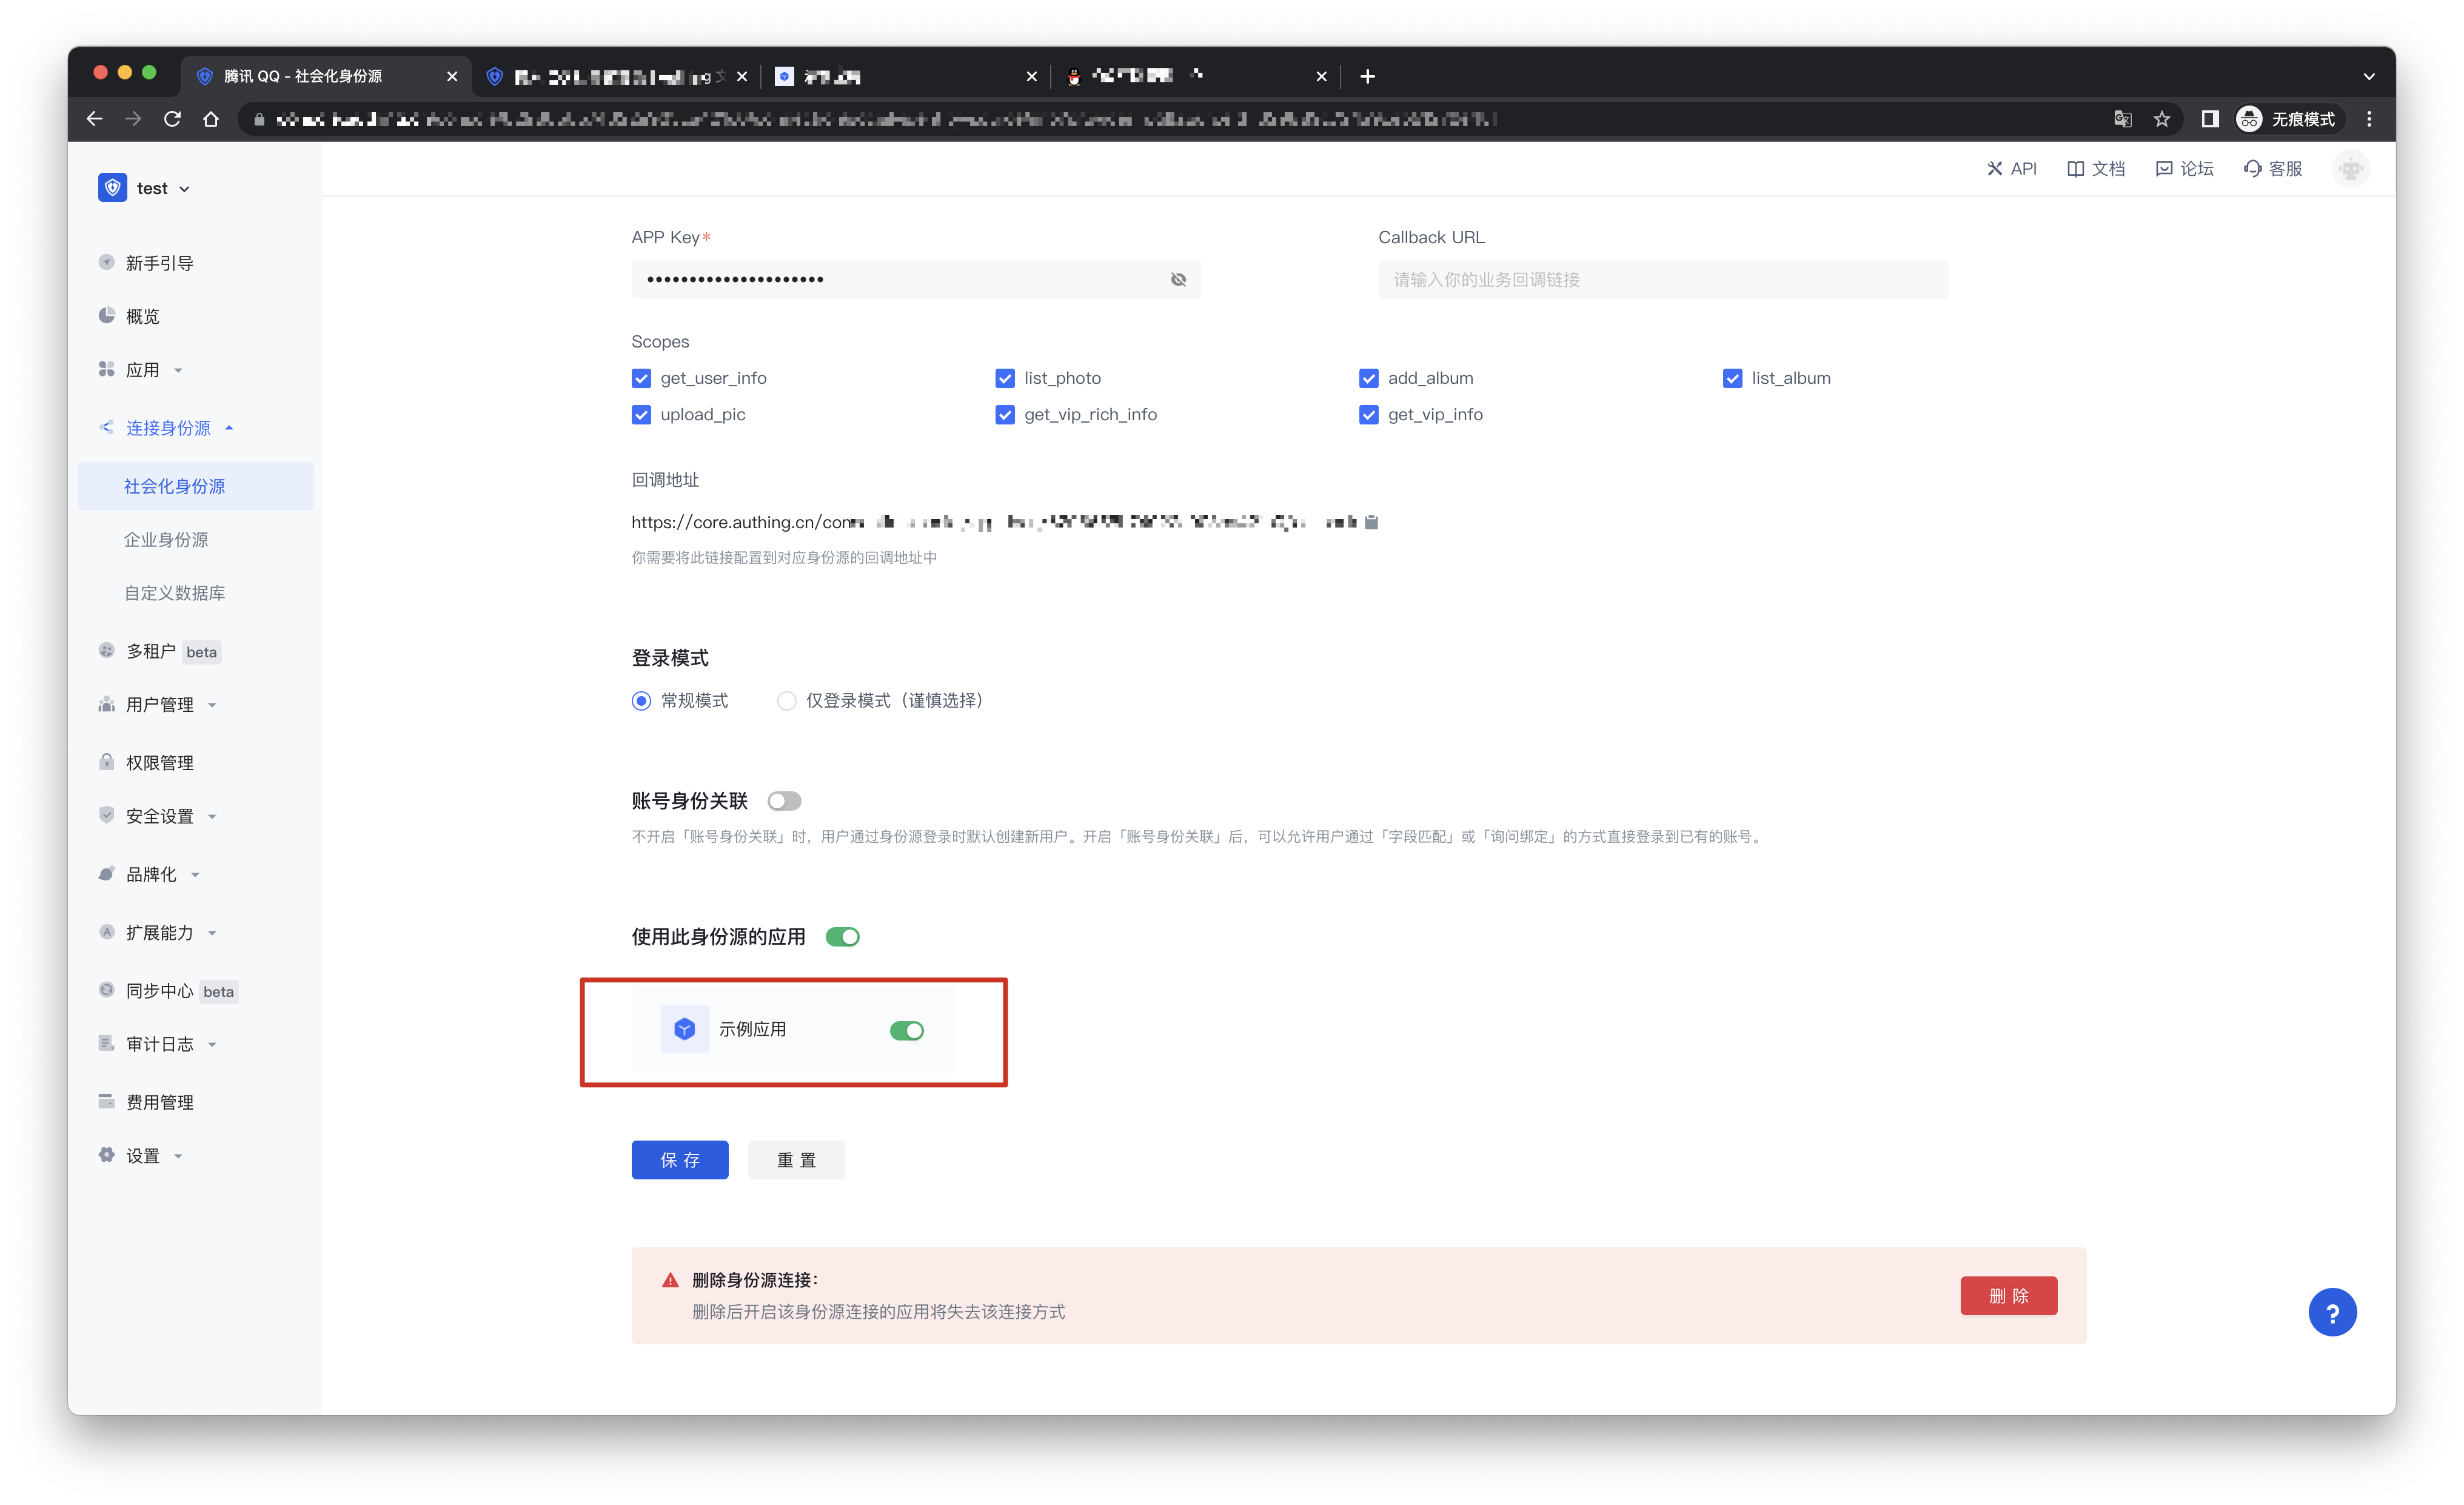 腾讯 QQ - 社会化身份源
无痕模式
test
API
文档
论坛
客服
新手引导
概览
应用
连接身份源
社会化身份源
企业身份源
自定义数据库
多租户 beta
用户管理
权限管理
安全设置
品牌化
扩展能力
同步中心 beta
审计日志
费用管理
设置
APP Key*
Callback URL
••••••••••••••••••••
请输入你的业务回调链接
Scopes
get_user_info
list_photo
add_album
list_album
upload_pic
get_vip_rich_info
get_vip_info
回调地址
https://core.authing.cn/con
你需要将此链接配置到对应身份源的回调地址中
登录模式
常规模式
仅登录模式（谨慎选择）
账号身份关联
不开启「账号身份关联」时，用户通过身份源登录时默认创建新用户。开启「账号身份关联」后，可以允许用户通过「字段匹配」或「询问绑定」的方式直接登录到已有的账号。
使用此身份源的应用
示例应用
保 存
重 置
删除身份源连接：
删除后开启该身份源连接的应用将失去该连接方式
删 除
?